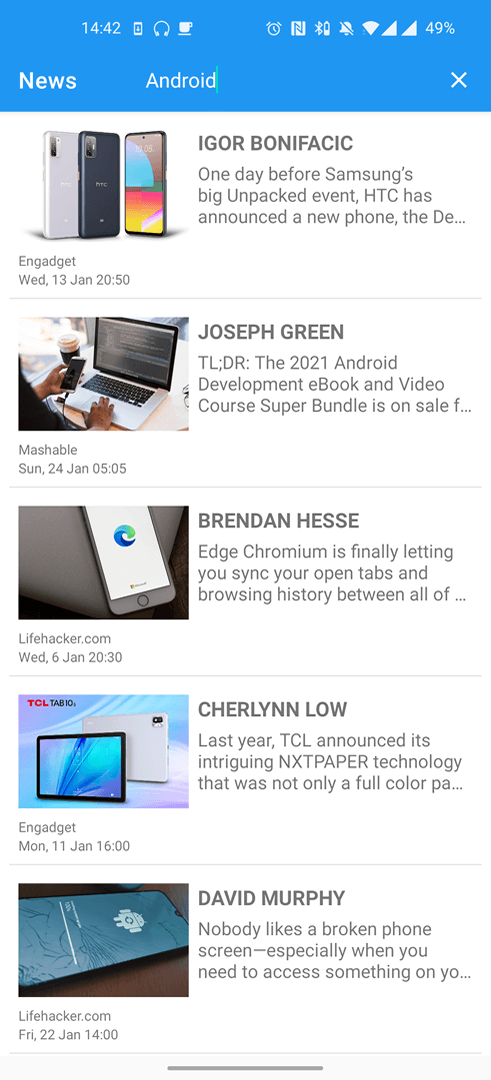 14:42
49%
News
Android
IGOR BONIFACIC
One day before Samsung’s
big Unpacked event, HTC has
announced a new phone, the De…
Engadget
Wed, 13 Jan 20:50
JOSEPH GREEN
TL;DR: The 2021 Android
Development eBook and Video
Course Super Bundle is on sale f…
Mashable
Sun, 24 Jan 05:05
BRENDAN HESSE
Edge Chromium is finally letting
you sync your open tabs and
browsing history between all of …
Lifehacker.com
Wed, 6 Jan 20:30
TCL TAB10s
CHERLYNN LOW
Last year, TCL announced its
intriguing NXTPAPER technology
that was not only a full color pa…
Engadget
Mon, 11 Jan 16:00
DAVID MURPHY
Nobody likes a broken phone
screen—especially when you
need to access something on yo…
Lifehacker.com
Fri, 22 Jan 14:00